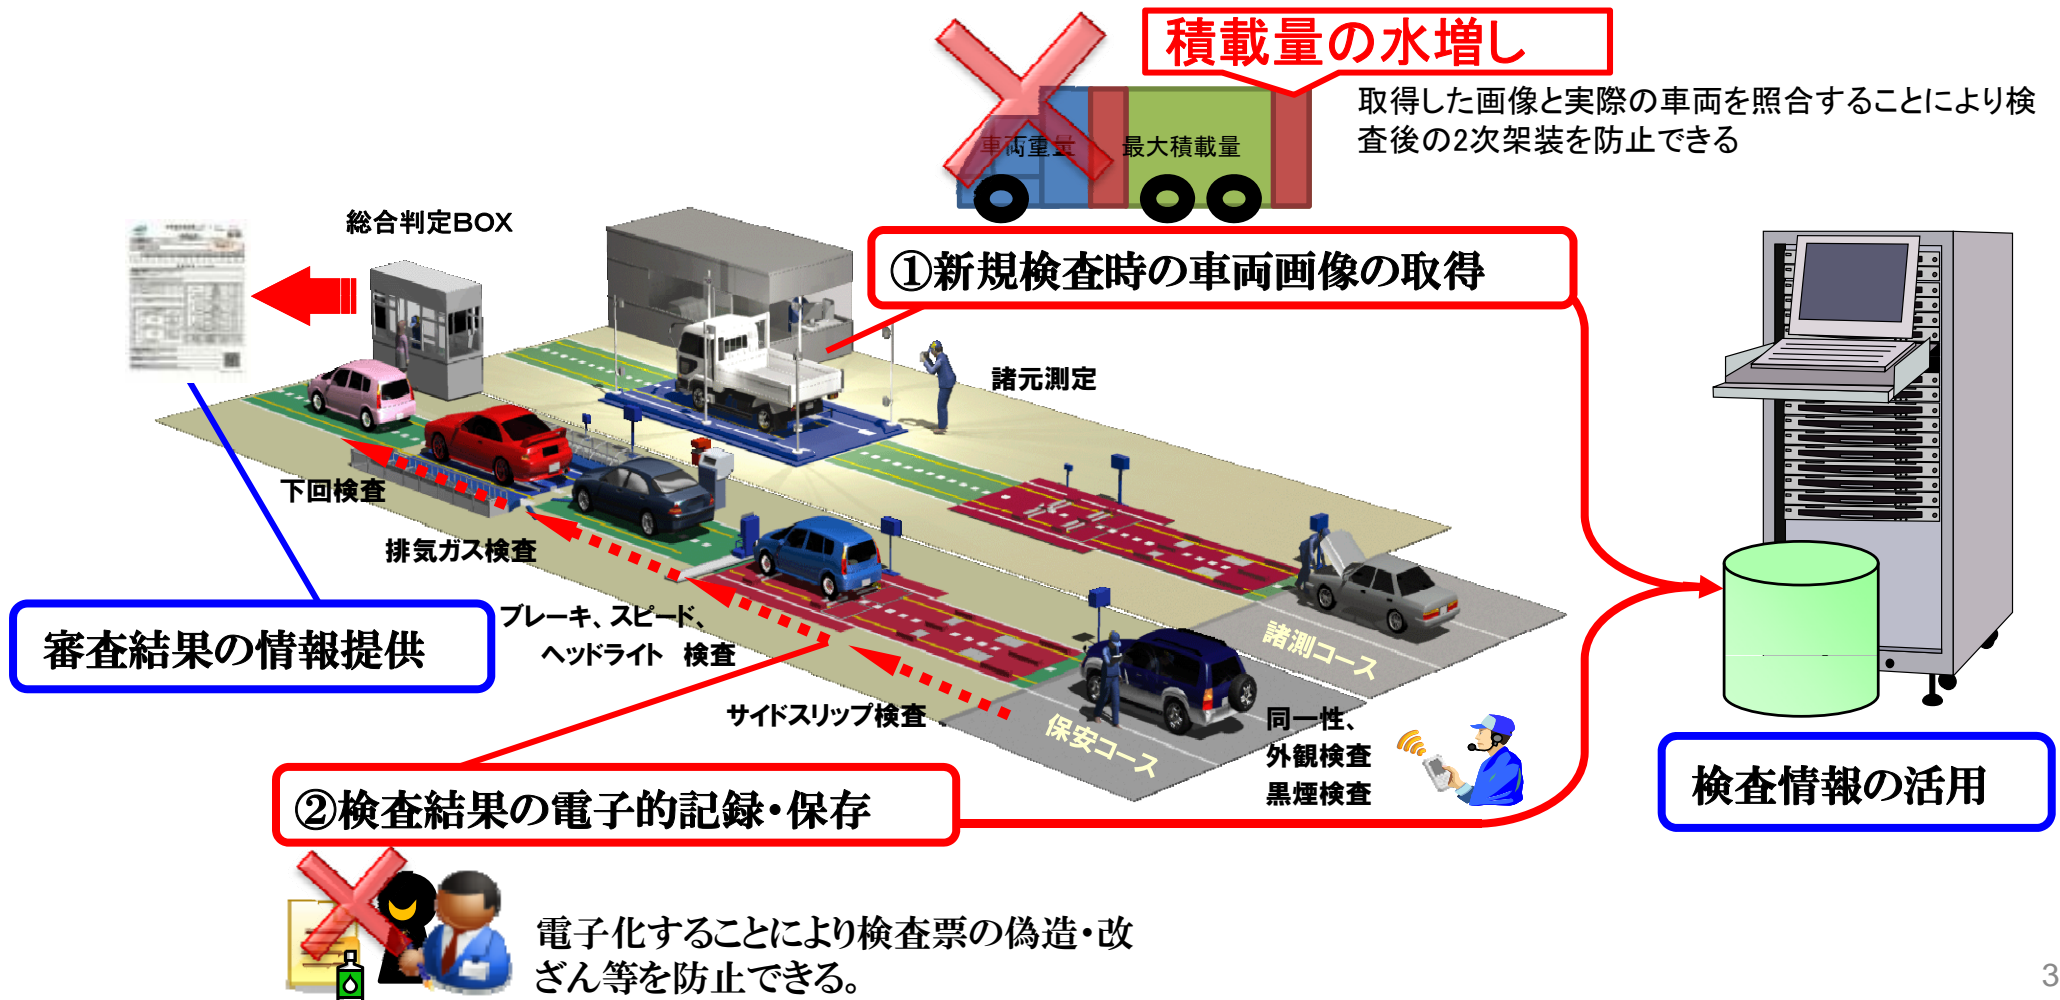 積載量の水増し
取得した画像と実際の車両を照合することにより検
査後の2次架装を防止できる
車両重量
最大積載量
総合判定BOX
①新規検査時の車両画像の取得
諸元測定
下回検査
排気ガス検査
審査結果の情報提供
ブレーキ、スピード、
ヘッドライト 検査
サイドスリップ検査
諸測コース
保安コース
同一性、
外観検査
黒煙検査
②検査結果の電子的記録・保存
検査情報の活用
電子化することにより検査票の偽造・改
ざん等を防止できる。
3